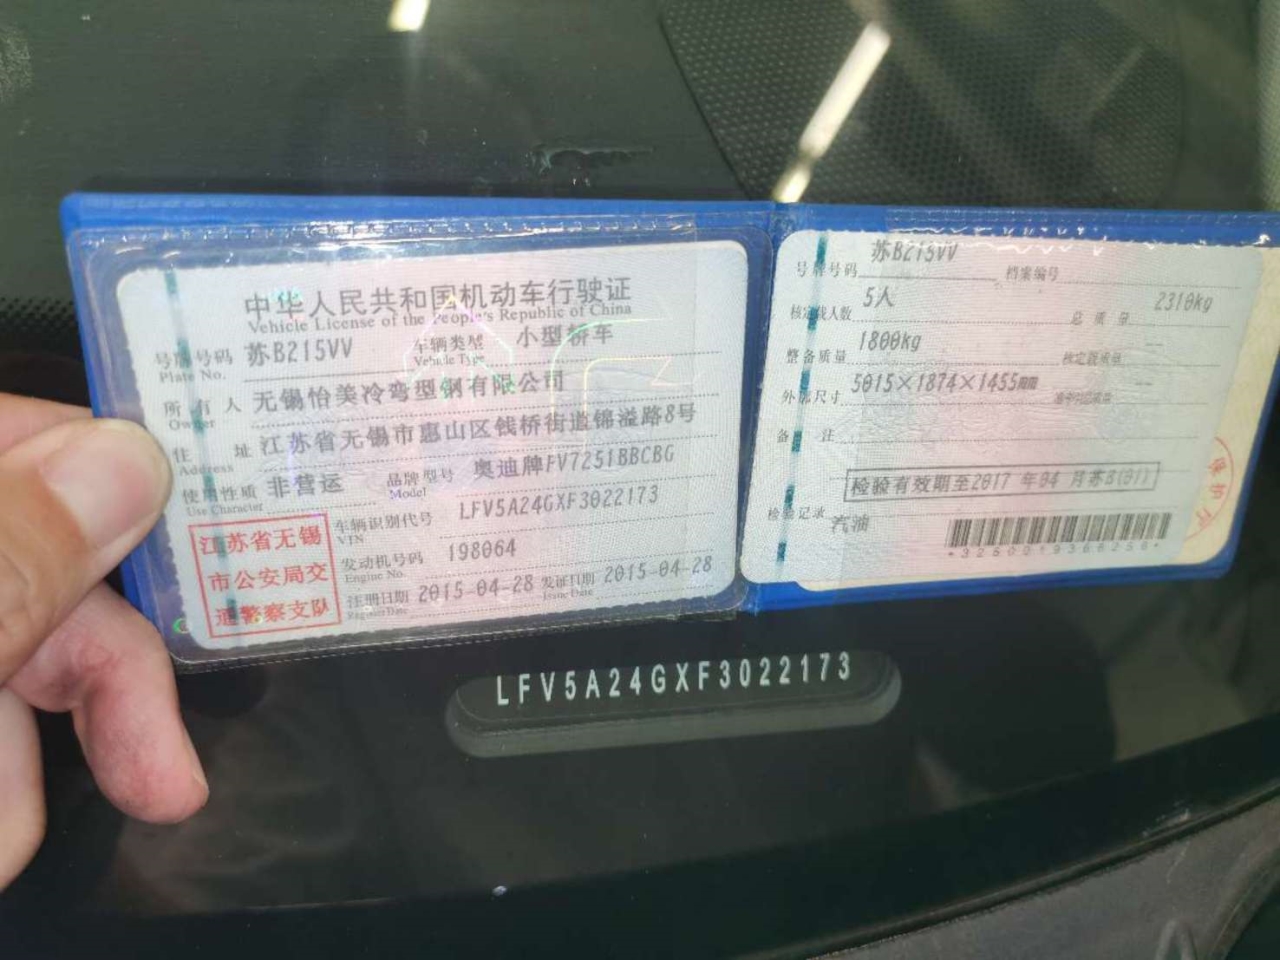 中华人民共和国机动车行驶证
Vehicle License of the People's Republic of China
号牌号码 苏B215VV 车辆类型 小型轿车
Plate No. Vehicle Type
所有人 无锡怡美冷弯型钢有限公司
Owner
住址 江苏省无锡市惠山区钱桥街道锦溢路8号
Address
使用性质 非营运 品牌型号 奥迪牌FV7251BBCBG
Use Character Model
车辆识别代号 LFV5A24GXF3022173
VIN
发动机号码 198064
Engine No.
注册日期 2015-04-28 发证日期 2015-04-28
Register Date Issue Date
江苏省无锡
市公安局交
通警察支队
号牌号码 苏B215VV 档案编号
核定载人数 5人 总质量 2310kg
整备质量 1800kg 核定载质量 --
外廓尺寸 5015×1874×1455mm 准牵引总质量 --
备注
检验有效期至2017 年04 月苏B(01)
检验记录
汽油
LFV5A24GXF3022173